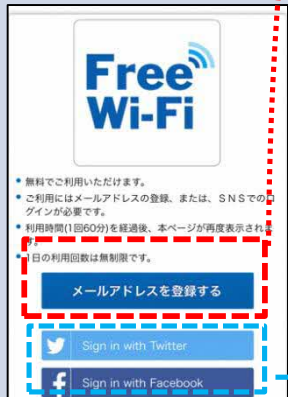 Free
Wi-Fi
• 無料でご利用いただけます。
• ご利用にはメールアドレスの登録、または、SNSでのロ
グインが必要です。
• 利用時間(1回60分)を経過後、本ページが再度表示されま
す。
• 1日の利用回数は無制限です。
メールアドレスを登録する
Sign in with Twitter
f Sign in with Facebook